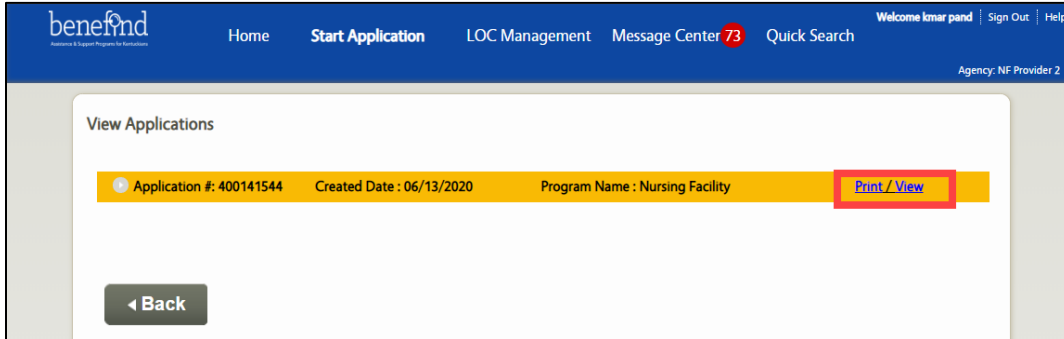 benefind
Assistance & Support Programs for Kentuckians
Home Start Application LOC Management Message Center 73 Quick Search
Welcome kmar pand Sign Out Help
Agency: NF Provider 2
View Applications
Application #: 400141544 Created Date : 06/13/2020 Program Name : Nursing Facility Print / View
Back